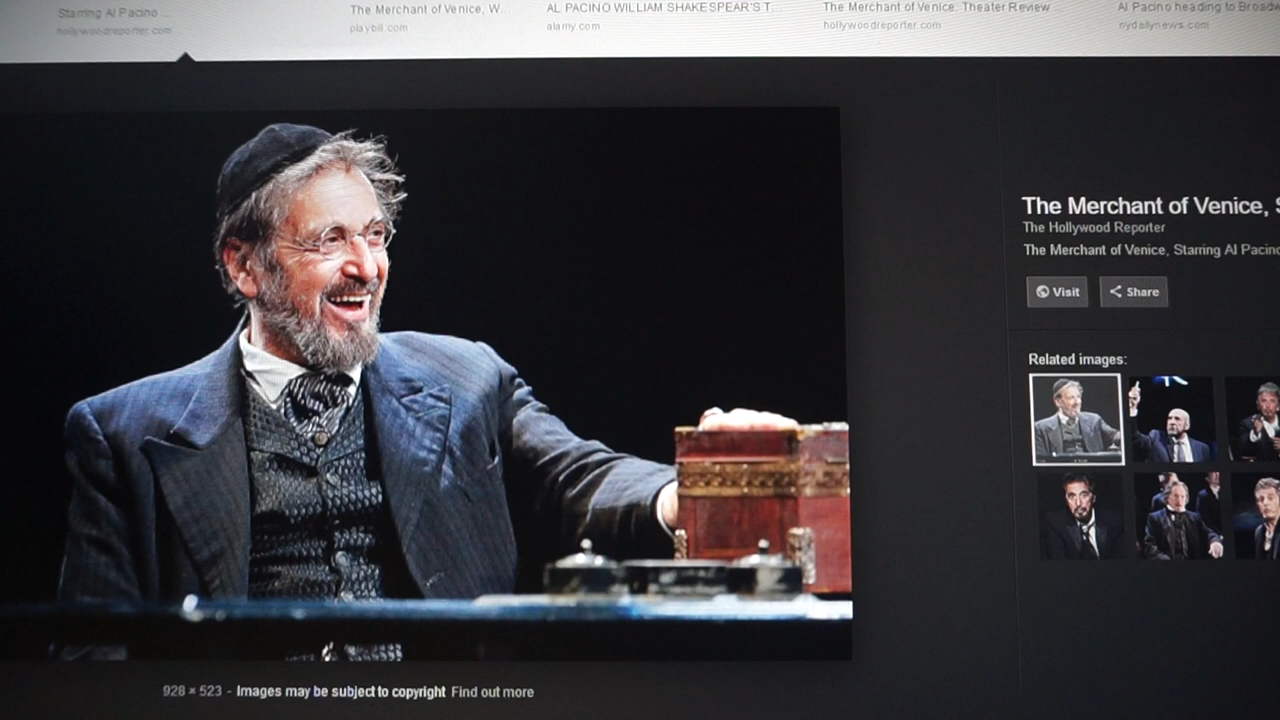 Starring Al Pacino ...
The Merchant of Venice, W...
AL PACINO WILLIAM SHAKESPEAR'S T...
The Merchant of Venice: Theater Review ...
Al Pacino heading to Broadw
hollywoodreporter.com
playbill.com
alamy.com
hollywoodreporter.com
nydailynews.com
The Merchant of Venice, S
The Hollywood Reporter
The Merchant of Venice, Starring Al Pacino
Visit
Share
Related images:
928 × 523 - Images may be subject to copyright Find out more